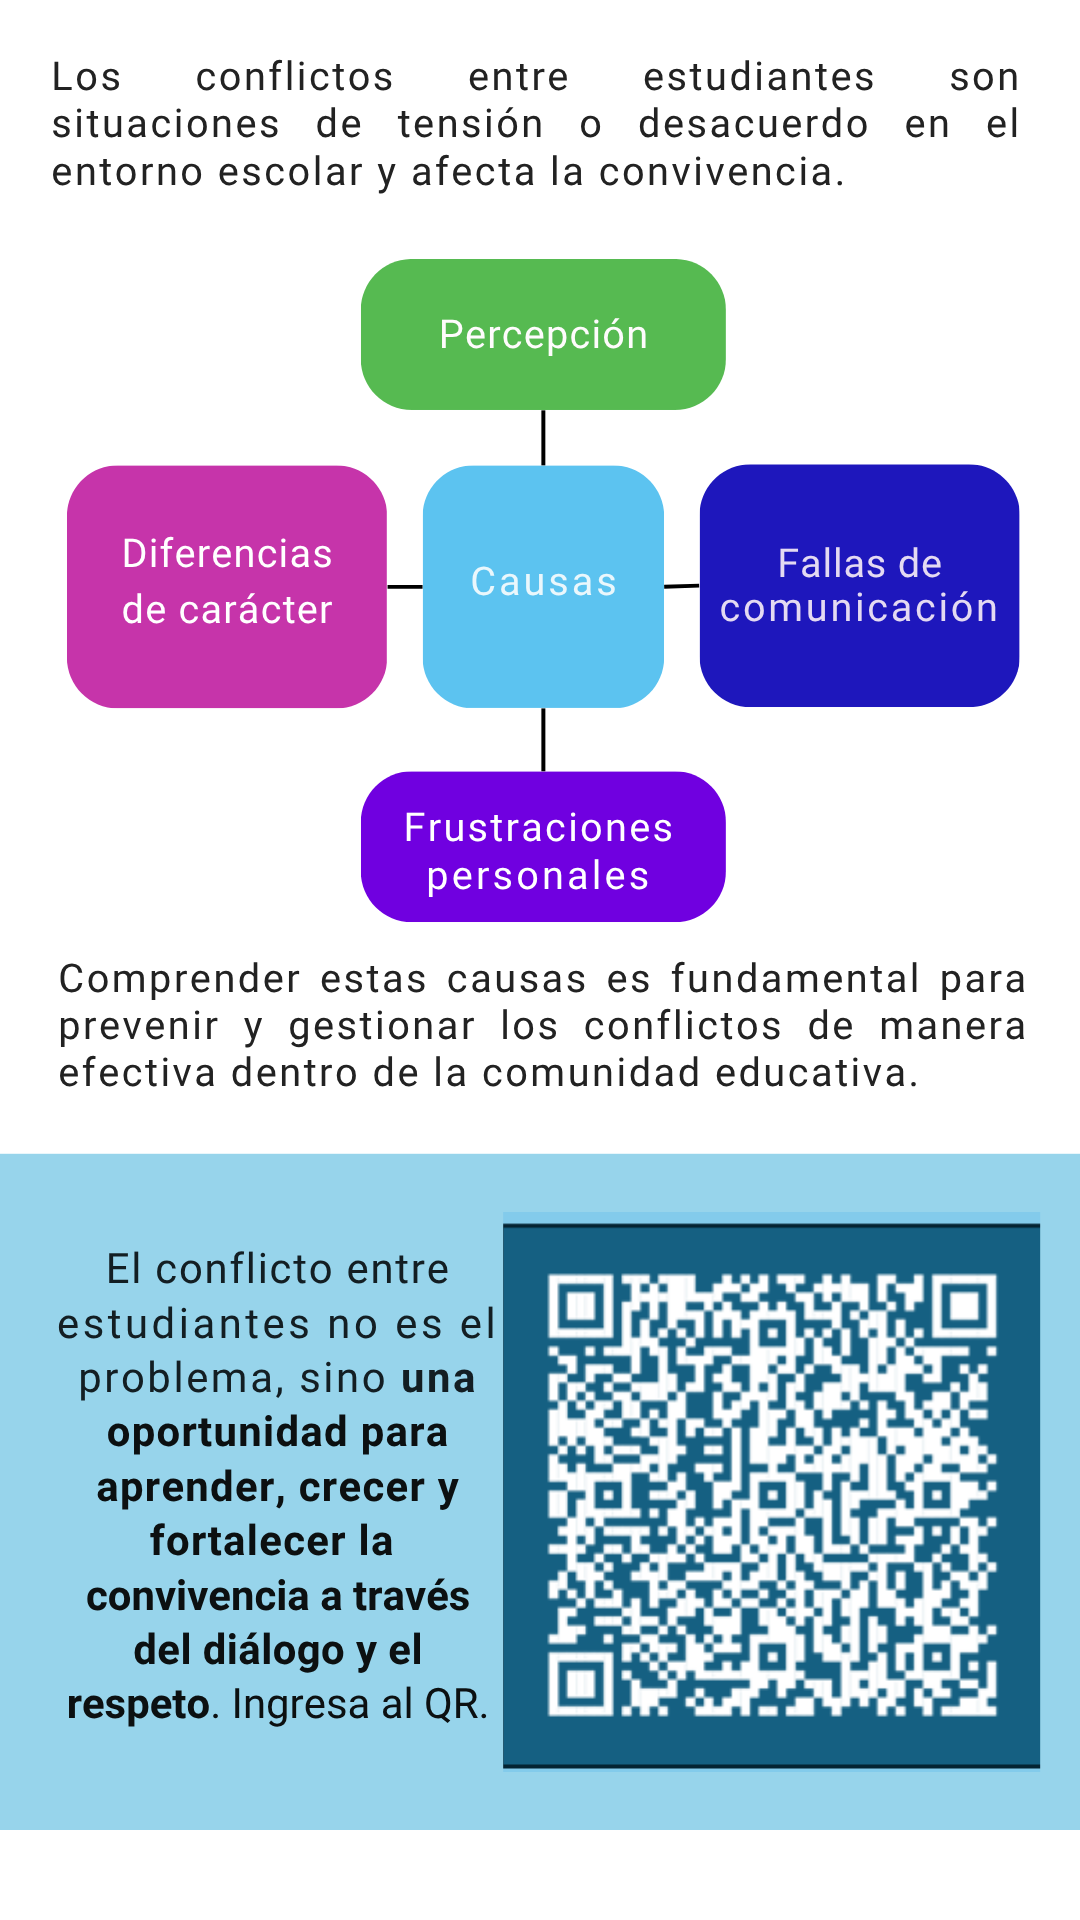 Los conflictos entre estudiantes son
situaciones de tensión o desacuerdo en el
entorno escolar y afecta la convivencia.
Percepción
Diferencias
de carácter
Causas
Fallas de
comunicación
Frustraciones
personales
Comprender estas causas es fundamental para
prevenir y gestionar los conflictos de manera
efectiva dentro de la comunidad educativa.
El conflicto entre
estudiantes no es el
problema, sino una
oportunidad para
aprender, crecer y
fortalecer la
convivencia a través
del diálogo y el
respeto. Ingresa al QR.